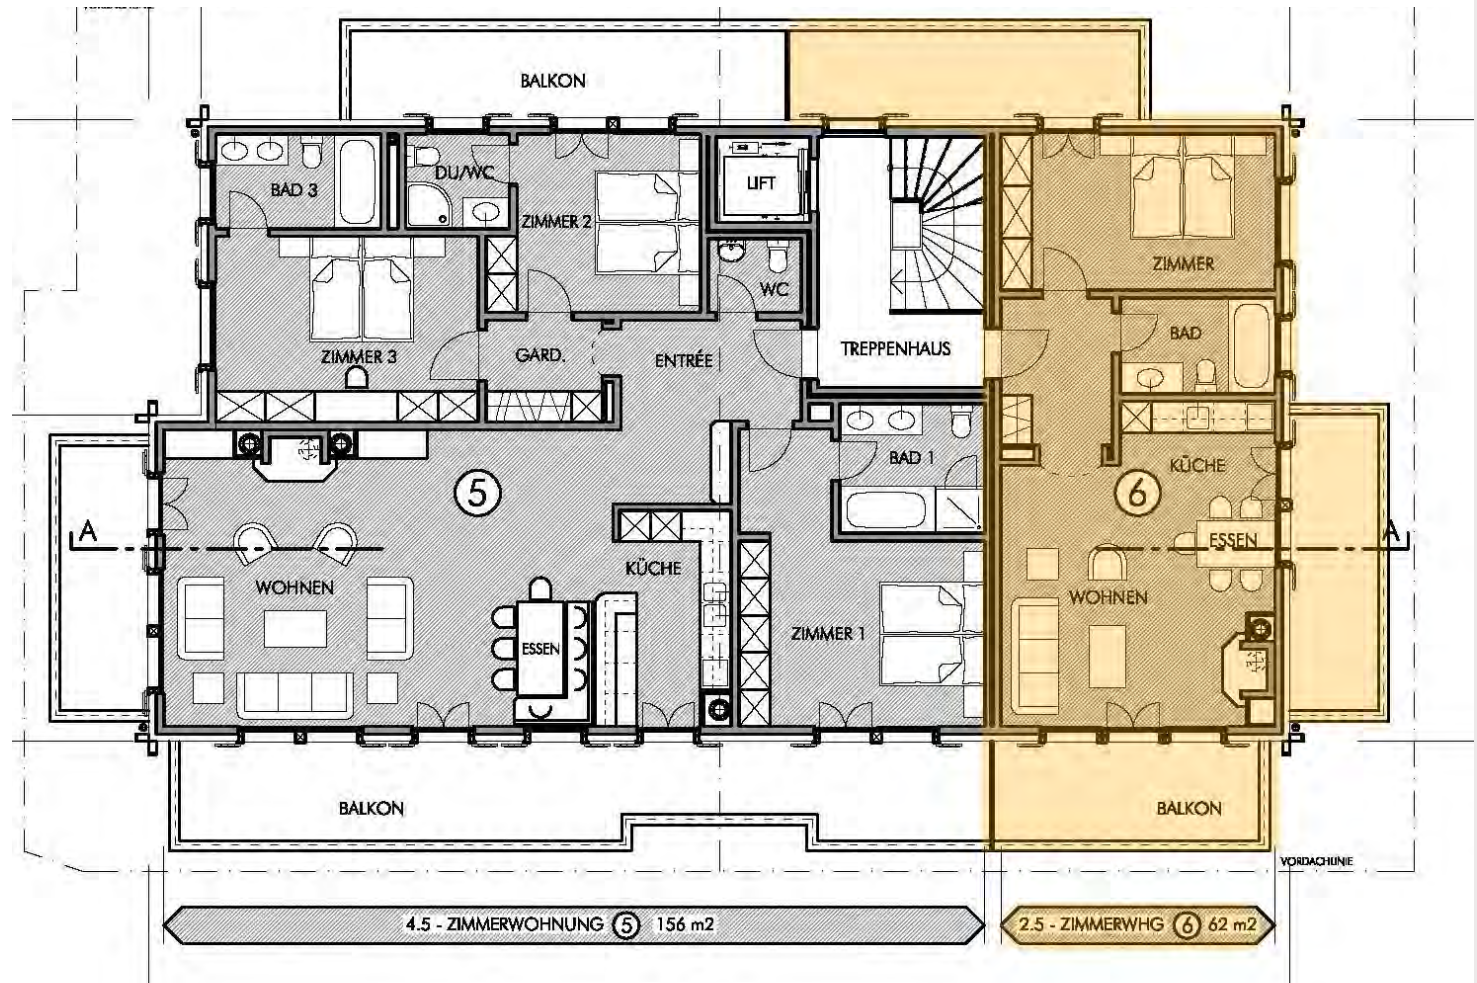 BALKON
LIFT
BAD 3
DU/WC
ZIMMER 2
ZIMMER
WC
BAD
ZIMMER 3
GARD.
ENTRÉE
TREPPENHAUS
BAD 1
KÜCHE
5
6
A
A
ESSEN
KÜCHE
WOHNEN
WOHNEN
ZIMMER 1
ESSEN
BALKON
BALKON
VORDACHLINIE
4.5 - ZIMMERWOHNUNG 5 156 m2
2.5 - ZIMMERWHG 6 62 m2